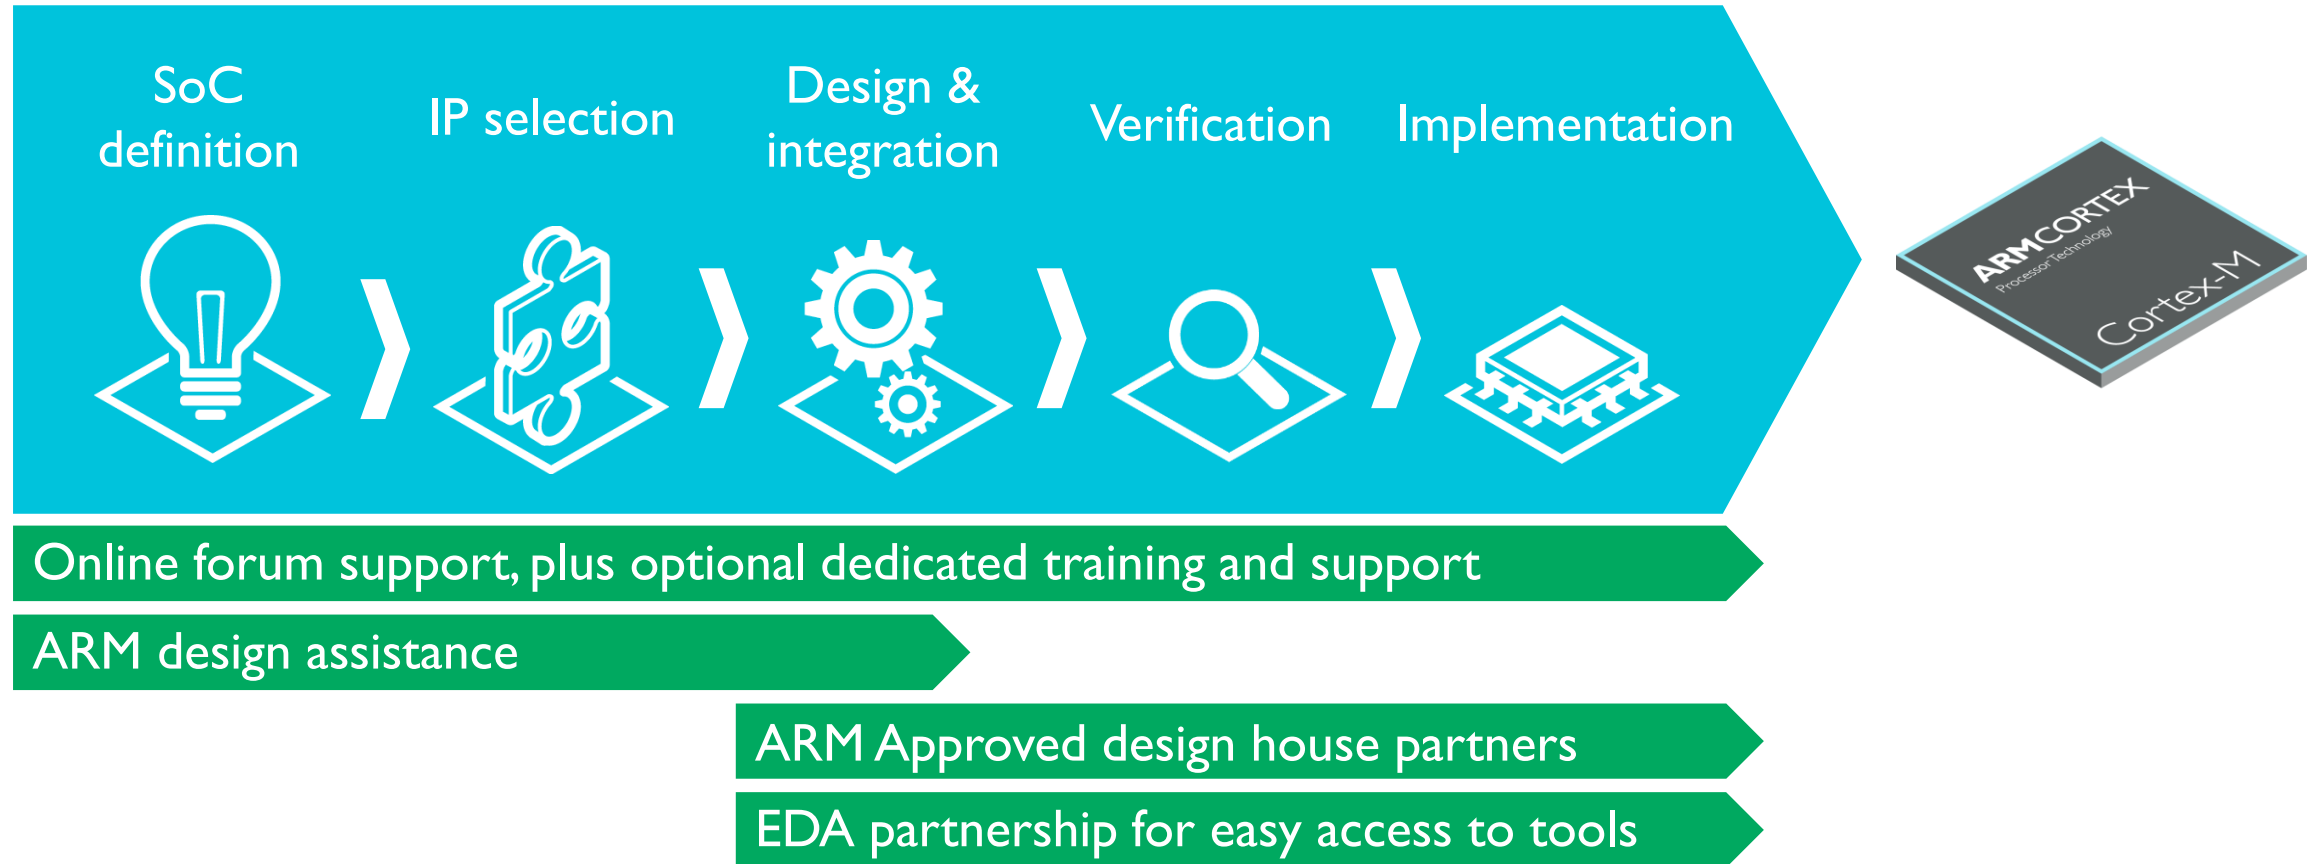 SoC
definition
IP selection
Design &
integration
Verification
Implementation
ARMCORTEX
Processor Technology
Cortex-M
Online forum support, plus optional dedicated training and support
ARM design assistance
ARM Approved design house partners
EDA partnership for easy access to tools